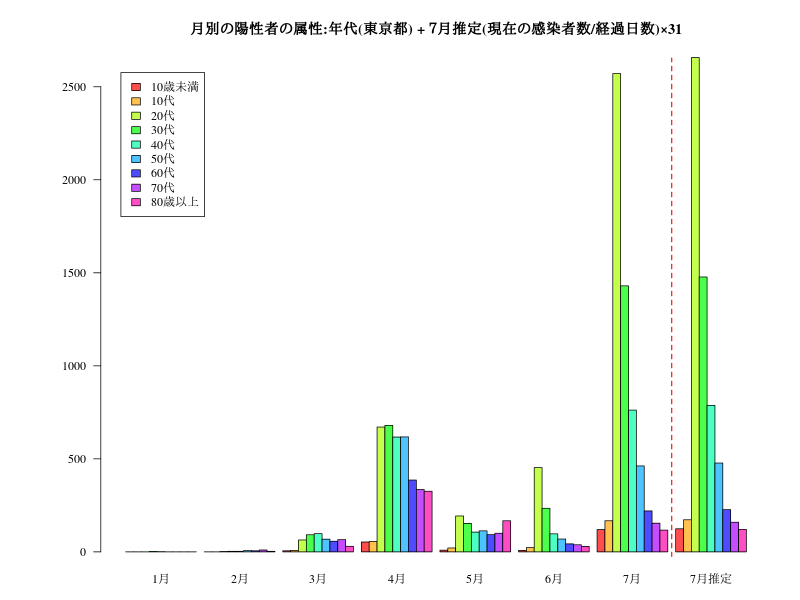 月別の陽性者の属性:年代(東京都) + 7月推定(現在の感染者数/経過日数)×31
10歳未満
10代
20代
30代
40代
50代
60代
70代
80歳以上
2500
2000
1500
1000
500
0
1月
2月
3月
4月
5月
6月
7月
7月推定